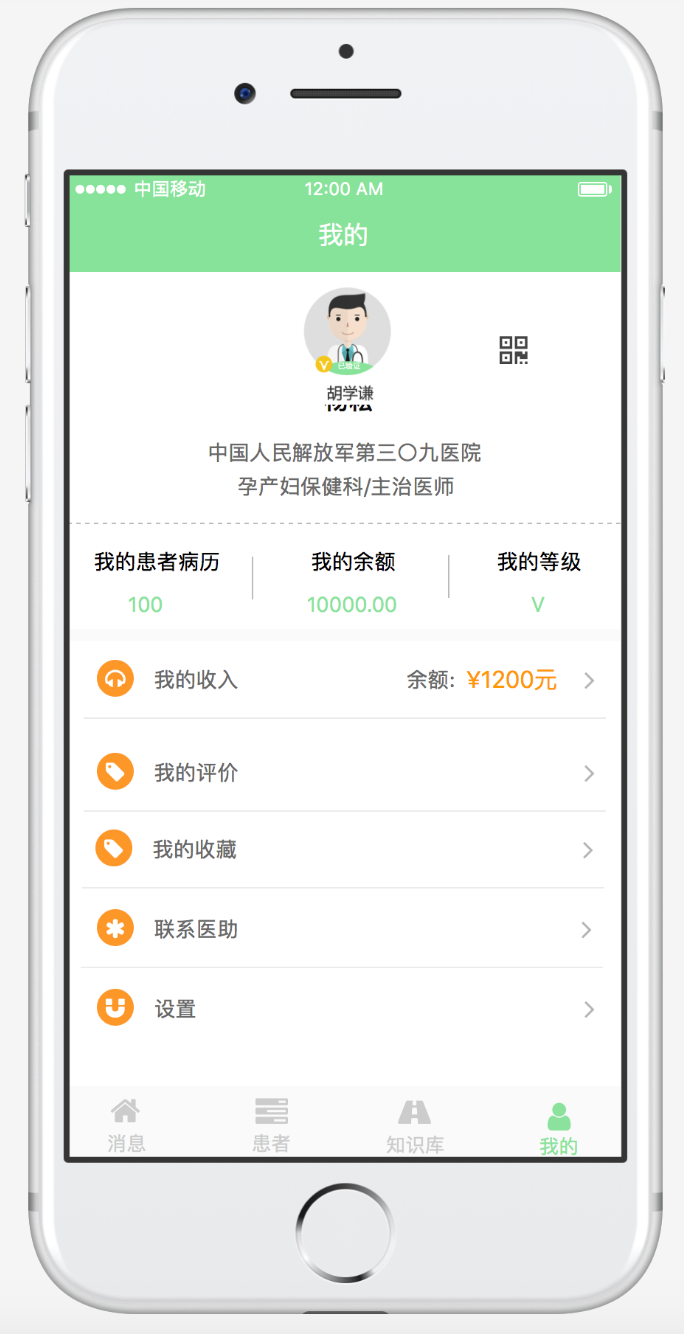 中国移动 12:00 AM
我的
V 已验证
胡学谦
中国人民解放军第三〇九医院
孕产妇保健科/主治医师
我的患者病历 我的余额 我的等级
100 10000.00 V
我的收入 余额: ¥1200元
我的评价
我的收藏
联系医助
设置
消息 患者 知识库 我的